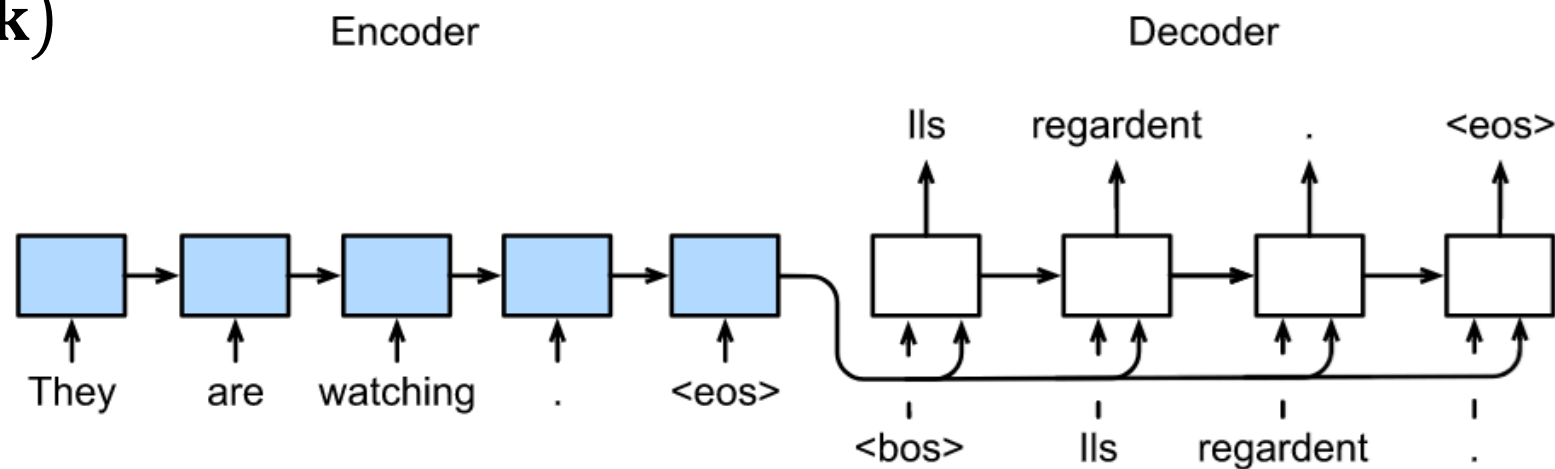 k)
Encoder
Decoder
Ils regardent . <eos>
They are watching . <eos>
<bos> Ils regardent .